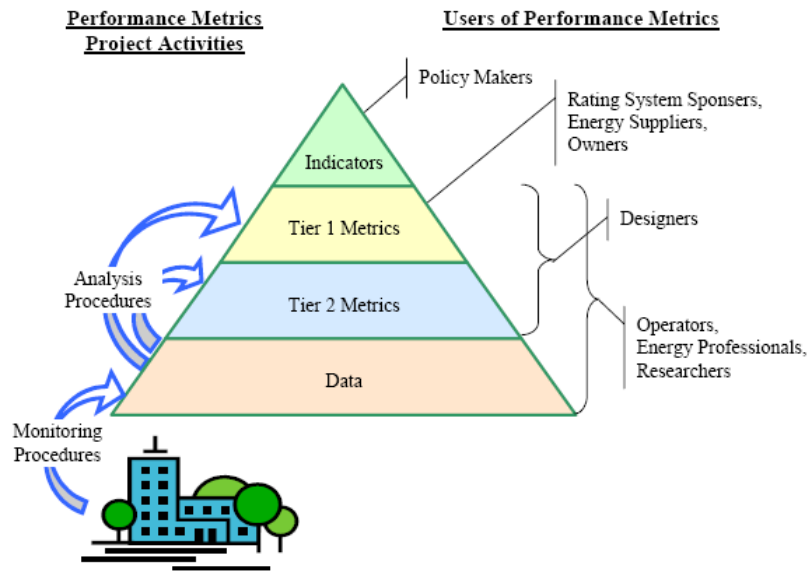 Performance Metrics
Project Activities
Users of Performance Metrics
Policy Makers
Rating System Sponsers,
Energy Suppliers,
Owners
Indicators
Tier 1 Metrics
Designers
Analysis
Procedures
Tier 2 Metrics
Operators,
Energy Professionals,
Researchers
Data
Monitoring
Procedures